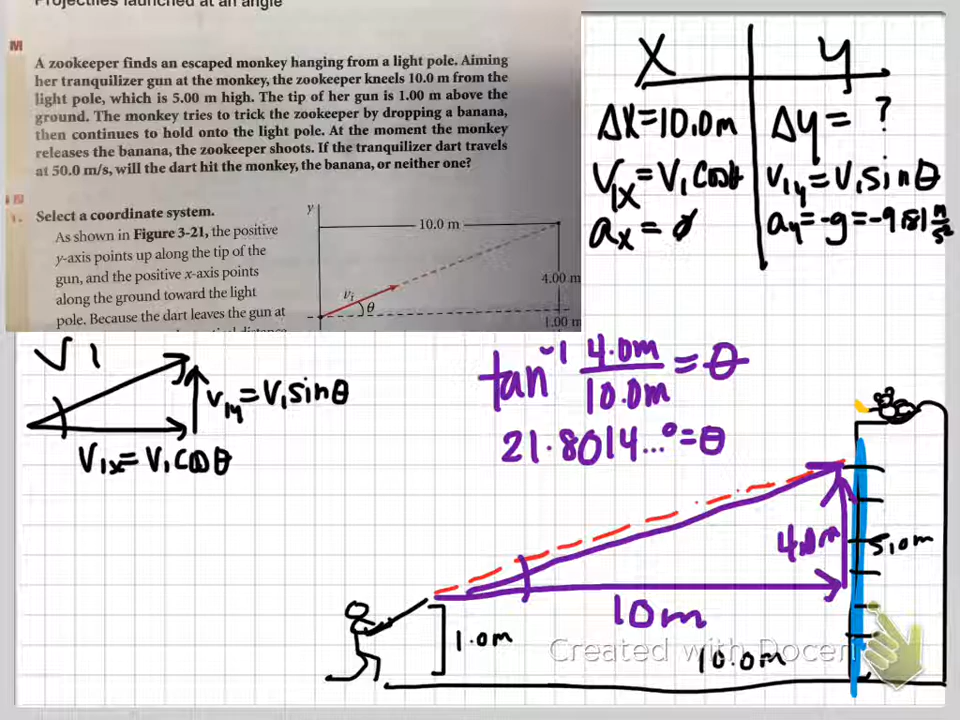 Projectiles launched at an angle
M
A zookeeper finds an escaped monkey hanging from a light pole. Aiming
her tranquilizer gun at the monkey, the zookeeper kneels 10.0 m from the
light pole, which is 5.00 m high. The tip of her gun is 1.00 m above the
ground. The monkey tries to trick the zookeeper by dropping a banana,
then continues to hold onto the light pole. At the moment the monkey
releases the banana, the zookeeper shoots. If the tranquilizer dart travels
at 50.0 m/s, will the dart hit the monkey, the banana, or neither one?
1. Select a coordinate system.
As shown in Figure 3-21, the positive
y-axis points up along the tip of the
gun, and the positive x-axis points
along the ground toward the light
pole. Because the dart leaves the gun at
y
10.0 m
4.00 m
vᵢ
θ
1.00 m
X
y
ΔX=10.0m
Δy= ?
V1x=V1 cosθ
V1y=V1 sinθ
ax=0
ay=-g=-9.81 m/s²
V1
V1y=V1 sinθ
V1x=V1 cosθ
tan⁻¹ 4.0m/10.0m = θ
21.8014...°=θ
4.0m
5.0m
10m
1.0m
10.0m
Created with Docer